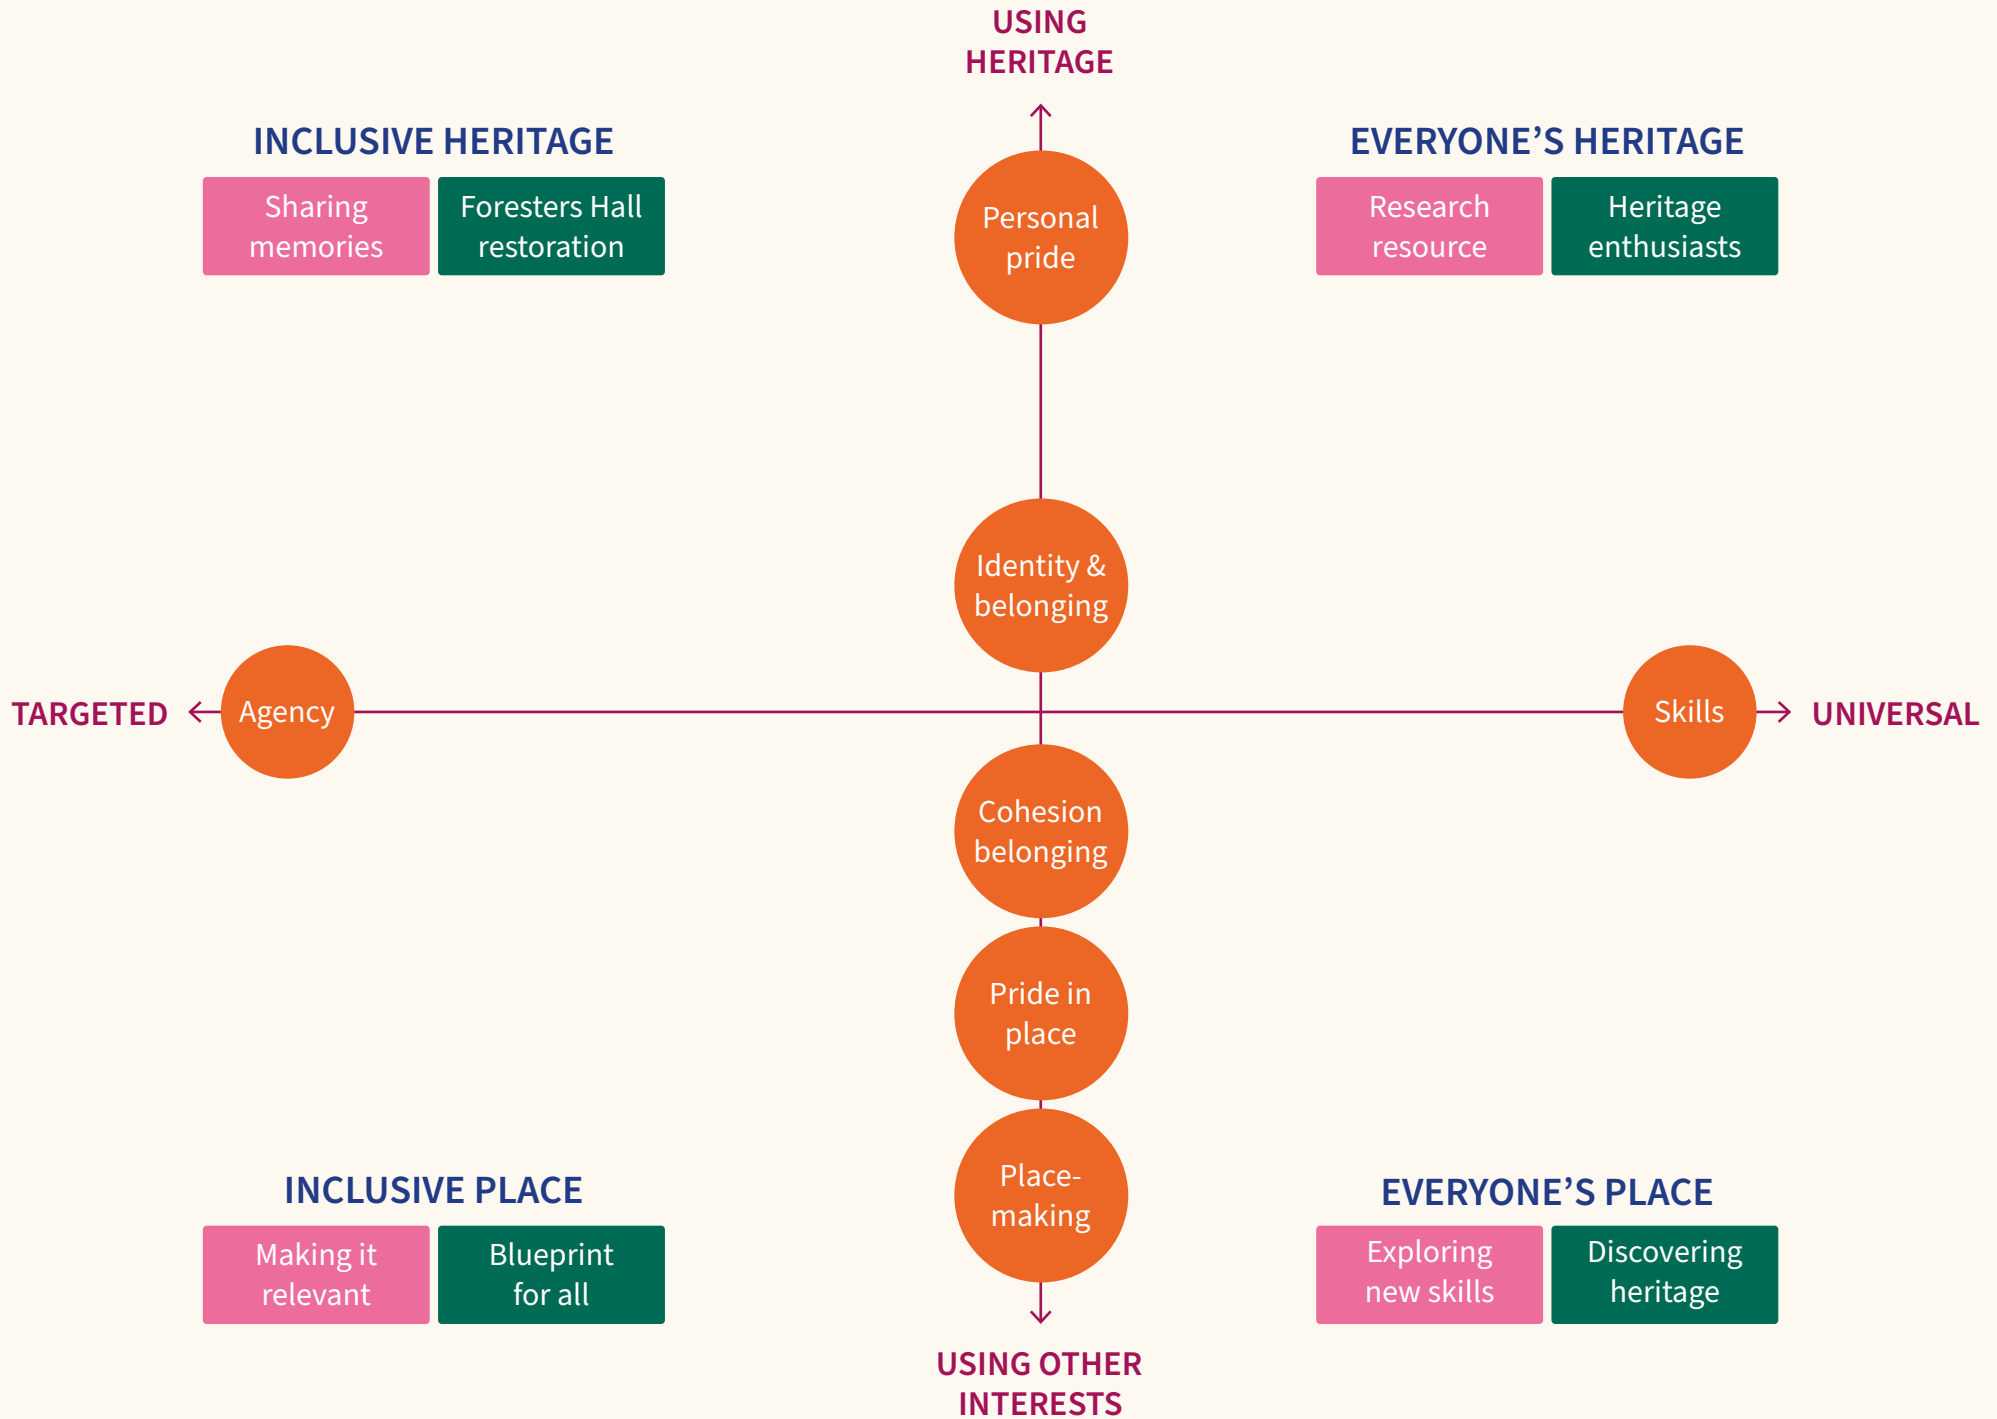 USING
HERITAGE
INCLUSIVE HERITAGE
Sharing
memories
Foresters Hall
restoration
EVERYONE’S HERITAGE
Research
resource
Heritage
enthusiasts
Personal
pride
Identity &
belonging
TARGETED
Agency
Skills
UNIVERSAL
Cohesion
belonging
Pride in
place
Place-
making
INCLUSIVE PLACE
Making it
relevant
Blueprint
for all
EVERYONE’S PLACE
Exploring
new skills
Discovering
heritage
USING OTHER
INTERESTS